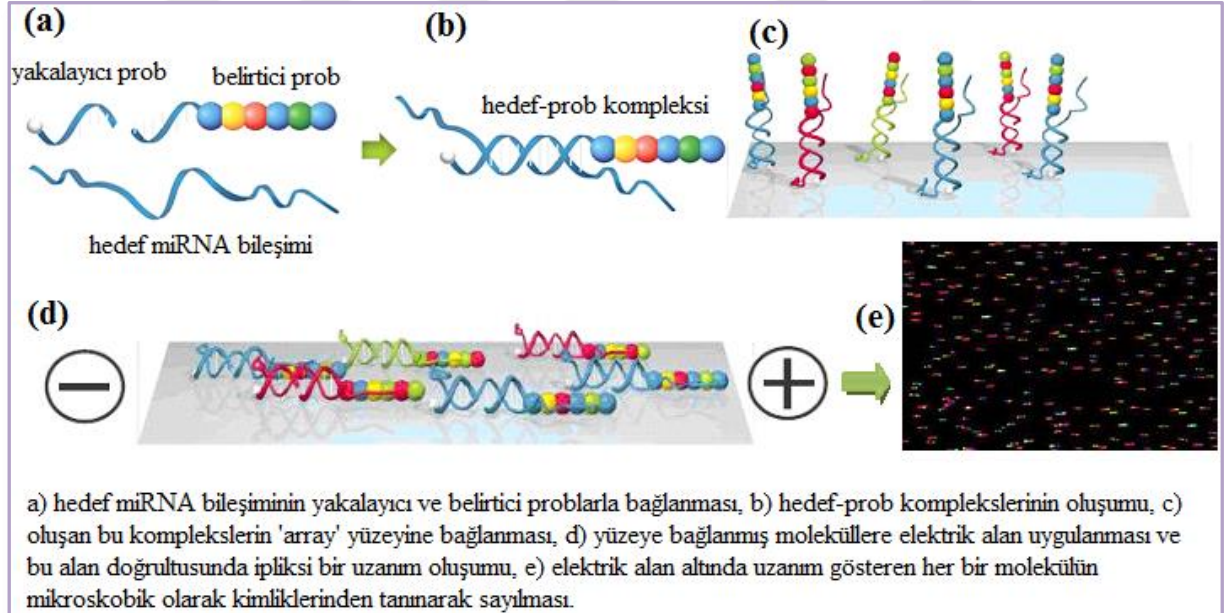 (a)
yakalayıcı prob
belirtici prob
hedef miRNA bileşimi
(b)
hedef-prob kompleksi
(c)
(d)
−
+
(e)
a) hedef miRNA bileşiminin yakalayıcı ve belirtici problarla bağlanması, b) hedef-prob komplekslerinin oluşumu, c)
oluşan bu komplekslerin 'array' yüzeyine bağlanması, d) yüzeye bağlanmış moleküllere elektrik alan uygulanması ve
bu alan doğrultusunda ipliksi bir uzanım oluşumu, e) elektrik alan altında uzanım gösteren her bir molekülün
mikroskobik olarak kimliklerinden tanınarak sayılması.